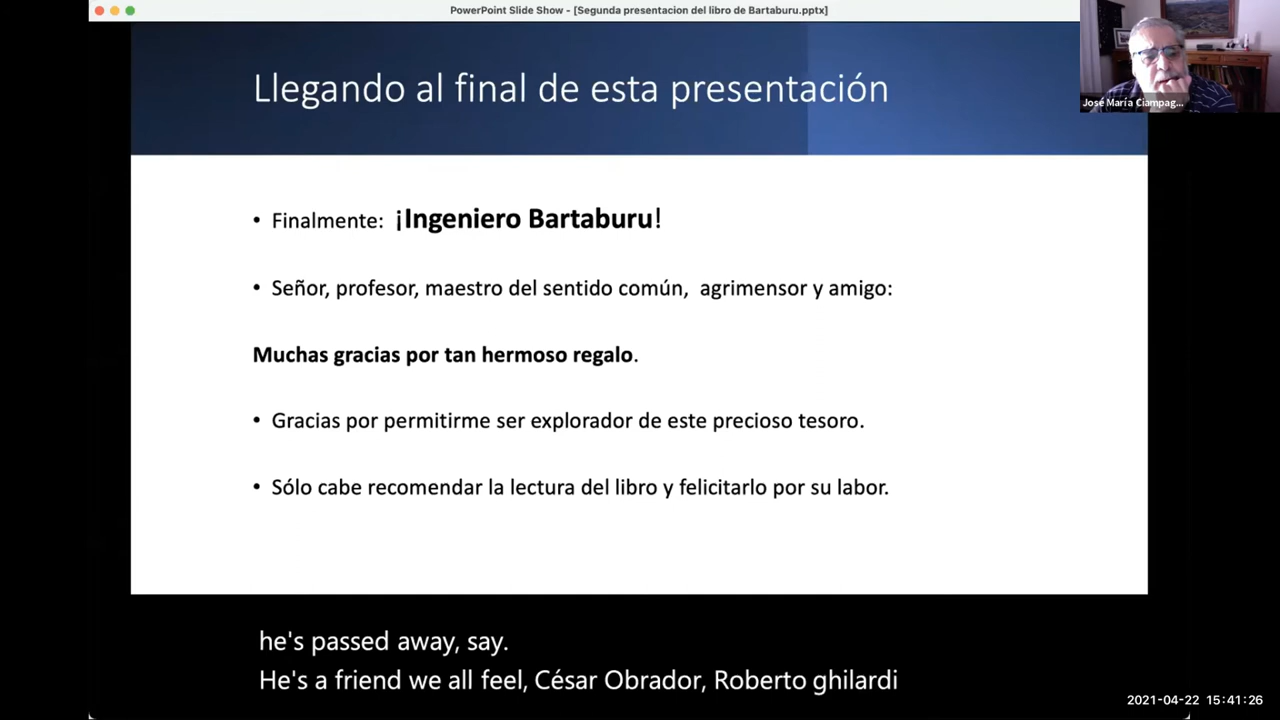 PowerPoint Slide Show - [Segunda presentacion del libro de Bartaburu.pptx]
José María Ciampag...
Llegando al final de esta presentación
• Finalmente: ¡Ingeniero Bartaburu!
• Señor, profesor, maestro del sentido común, agrimensor y amigo:
Muchas gracias por tan hermoso regalo.
• Gracias por permitirme ser explorador de este precioso tesoro.
• Sólo cabe recomendar la lectura del libro y felicitarlo por su labor.
he's passed away, say.
He's a friend we all feel, César Obrador, Roberto ghilardi
2021-04-22 15:41:26